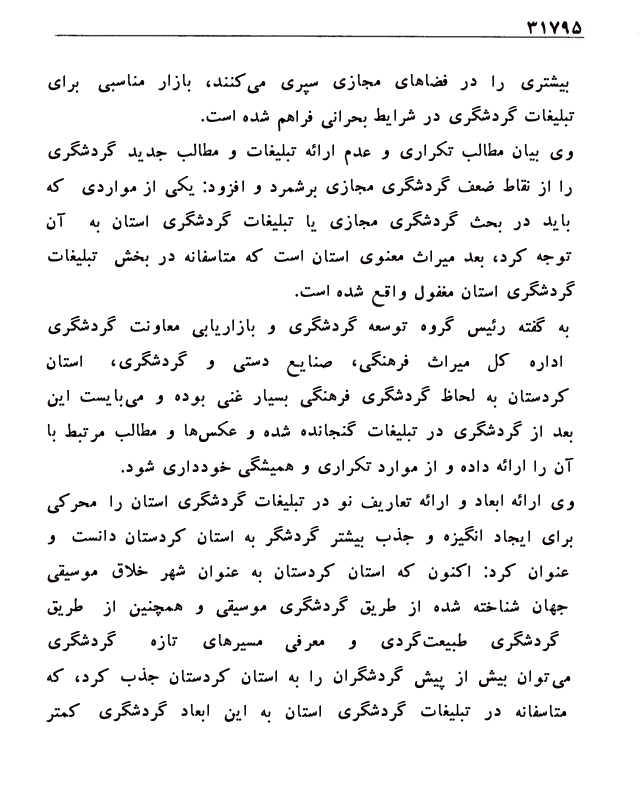 ۳۱۷۹۵
بیشتری را در فضاهای مجازی سپری می‌کنند، بازار مناسبی برای
تبلیغات گردشگری در شرایط بحرانی فراهم شده است.
وی بیان مطالب تکراری و عدم ارائه تبلیغات و مطالب جدید گردشگری
را از نقاط ضعف گردشگری مجازی برشمرد و افزود: یکی از مواردی که
باید در بحث گردشگری مجازی یا تبلیغات گردشگری استان به آن
توجه کرد، بعد میراث معنوی استان است که متاسفانه در بخش تبلیغات
گردشگری استان مغفول واقع شده است.
به گفته رئیس گروه توسعه گردشگری و بازاریابی معاونت گردشگری
اداره کل میراث فرهنگی، صنایع دستی و گردشگری، استان
کردستان به لحاظ گردشگری فرهنگی بسیار غنی بوده و می‌بایست این
بعد از گردشگری در تبلیغات گنجانده شده و عکس‌ها و مطالب مرتبط با
آن را ارائه داده و از موارد تکراری و همیشگی خودداری شود.
وی ارائه ابعاد و ارائه تعاریف نو در تبلیغات گردشگری استان را محرکی
برای ایجاد انگیزه و جذب بیشتر گردشگر به استان کردستان دانست و
عنوان کرد: اکنون که استان کردستان به عنوان شهر خلاق موسیقی
جهان شناخته شده از طریق گردشگری موسیقی و همچنین از طریق
گردشگری طبیعت‌گردی و معرفی مسیرهای تازه گردشگری
می‌توان بیش از پیش گردشگران را به استان کردستان جذب کرد، که
متاسفانه در تبلیغات گردشگری استان به این ابعاد گردشگری کمتر